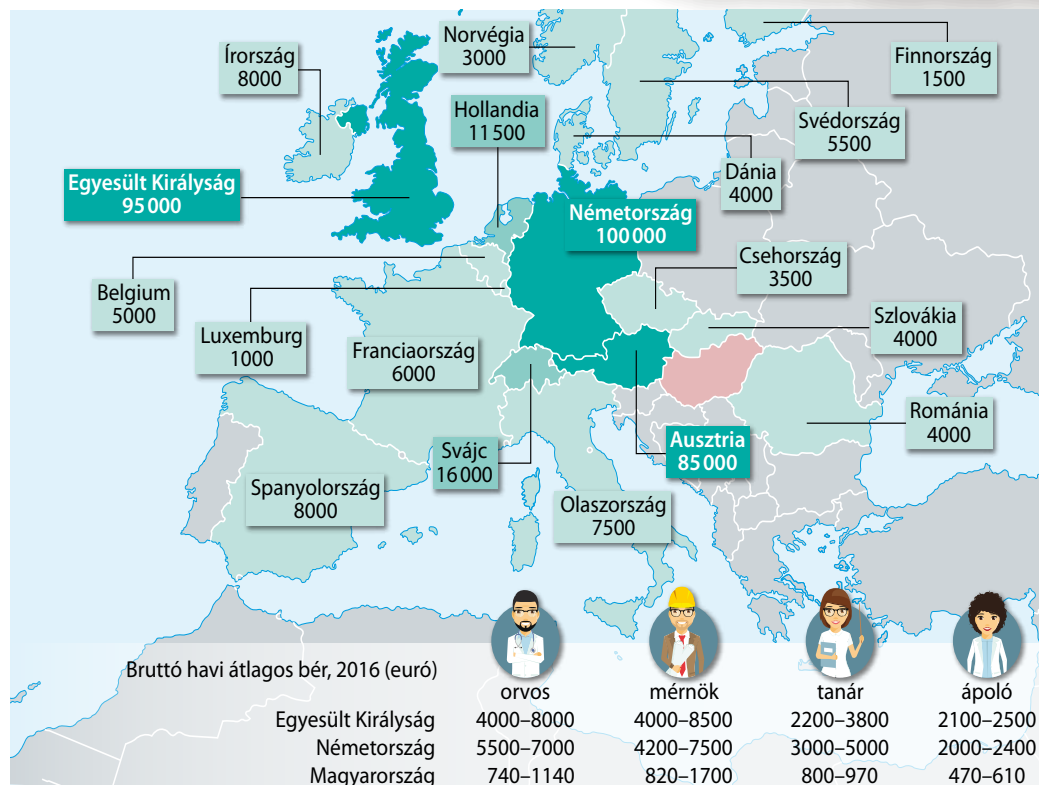 Norvégia
3000
Írország
8000
Finnország
1500
Hollandia
11 500
Svédország
5500
Dánia
4000
Egyesült Királyság
95 000
Németország
100 000
Csehország
3500
Belgium
5000
Szlovákia
4000
Luxemburg
1000
Franciaország
6000
Románia
4000
Ausztria
85 000
Svájc
16 000
Spanyolország
8000
Olaszország
7500
Bruttó havi átlagos bér, 2016 (euró)
orvos mérnök tanár ápoló
Egyesült Királyság 4000–8000 4000–8500 2200–3800 2100–2500
Németország 5500–7000 4200–7500 3000–5000 2000–2400
Magyarország 740–1140 820–1700 800–970 470–610